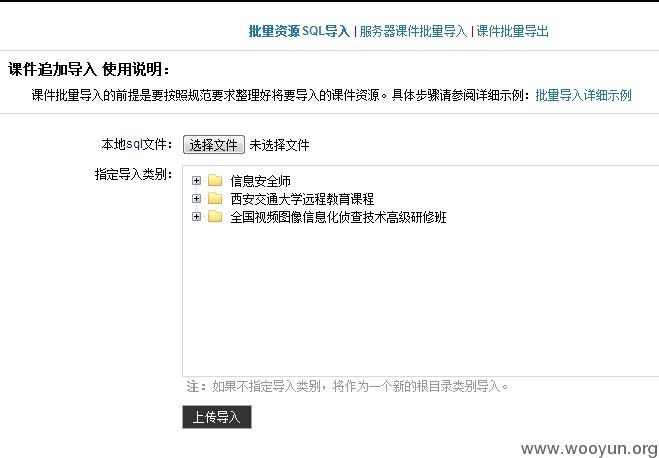 批量资源SQL导入 | 服务器课件批量导入 | 课件批量导出
课件追加导入 使用说明：
课件批量导入的前提是要按照规范要求整理好将要导入的课件资源。具体步骤请参阅详细示例：批量导入详细示例
本地sql文件： 选择文件 未选择文件
指定导入类别：
信息安全师
西安交通大学远程教育课程
全国视频图像信息化侦查技术高级研修班
注：如果不指定导入类别，将作为一个新的根目录类别导入。
上传导入
www.wooyun.org